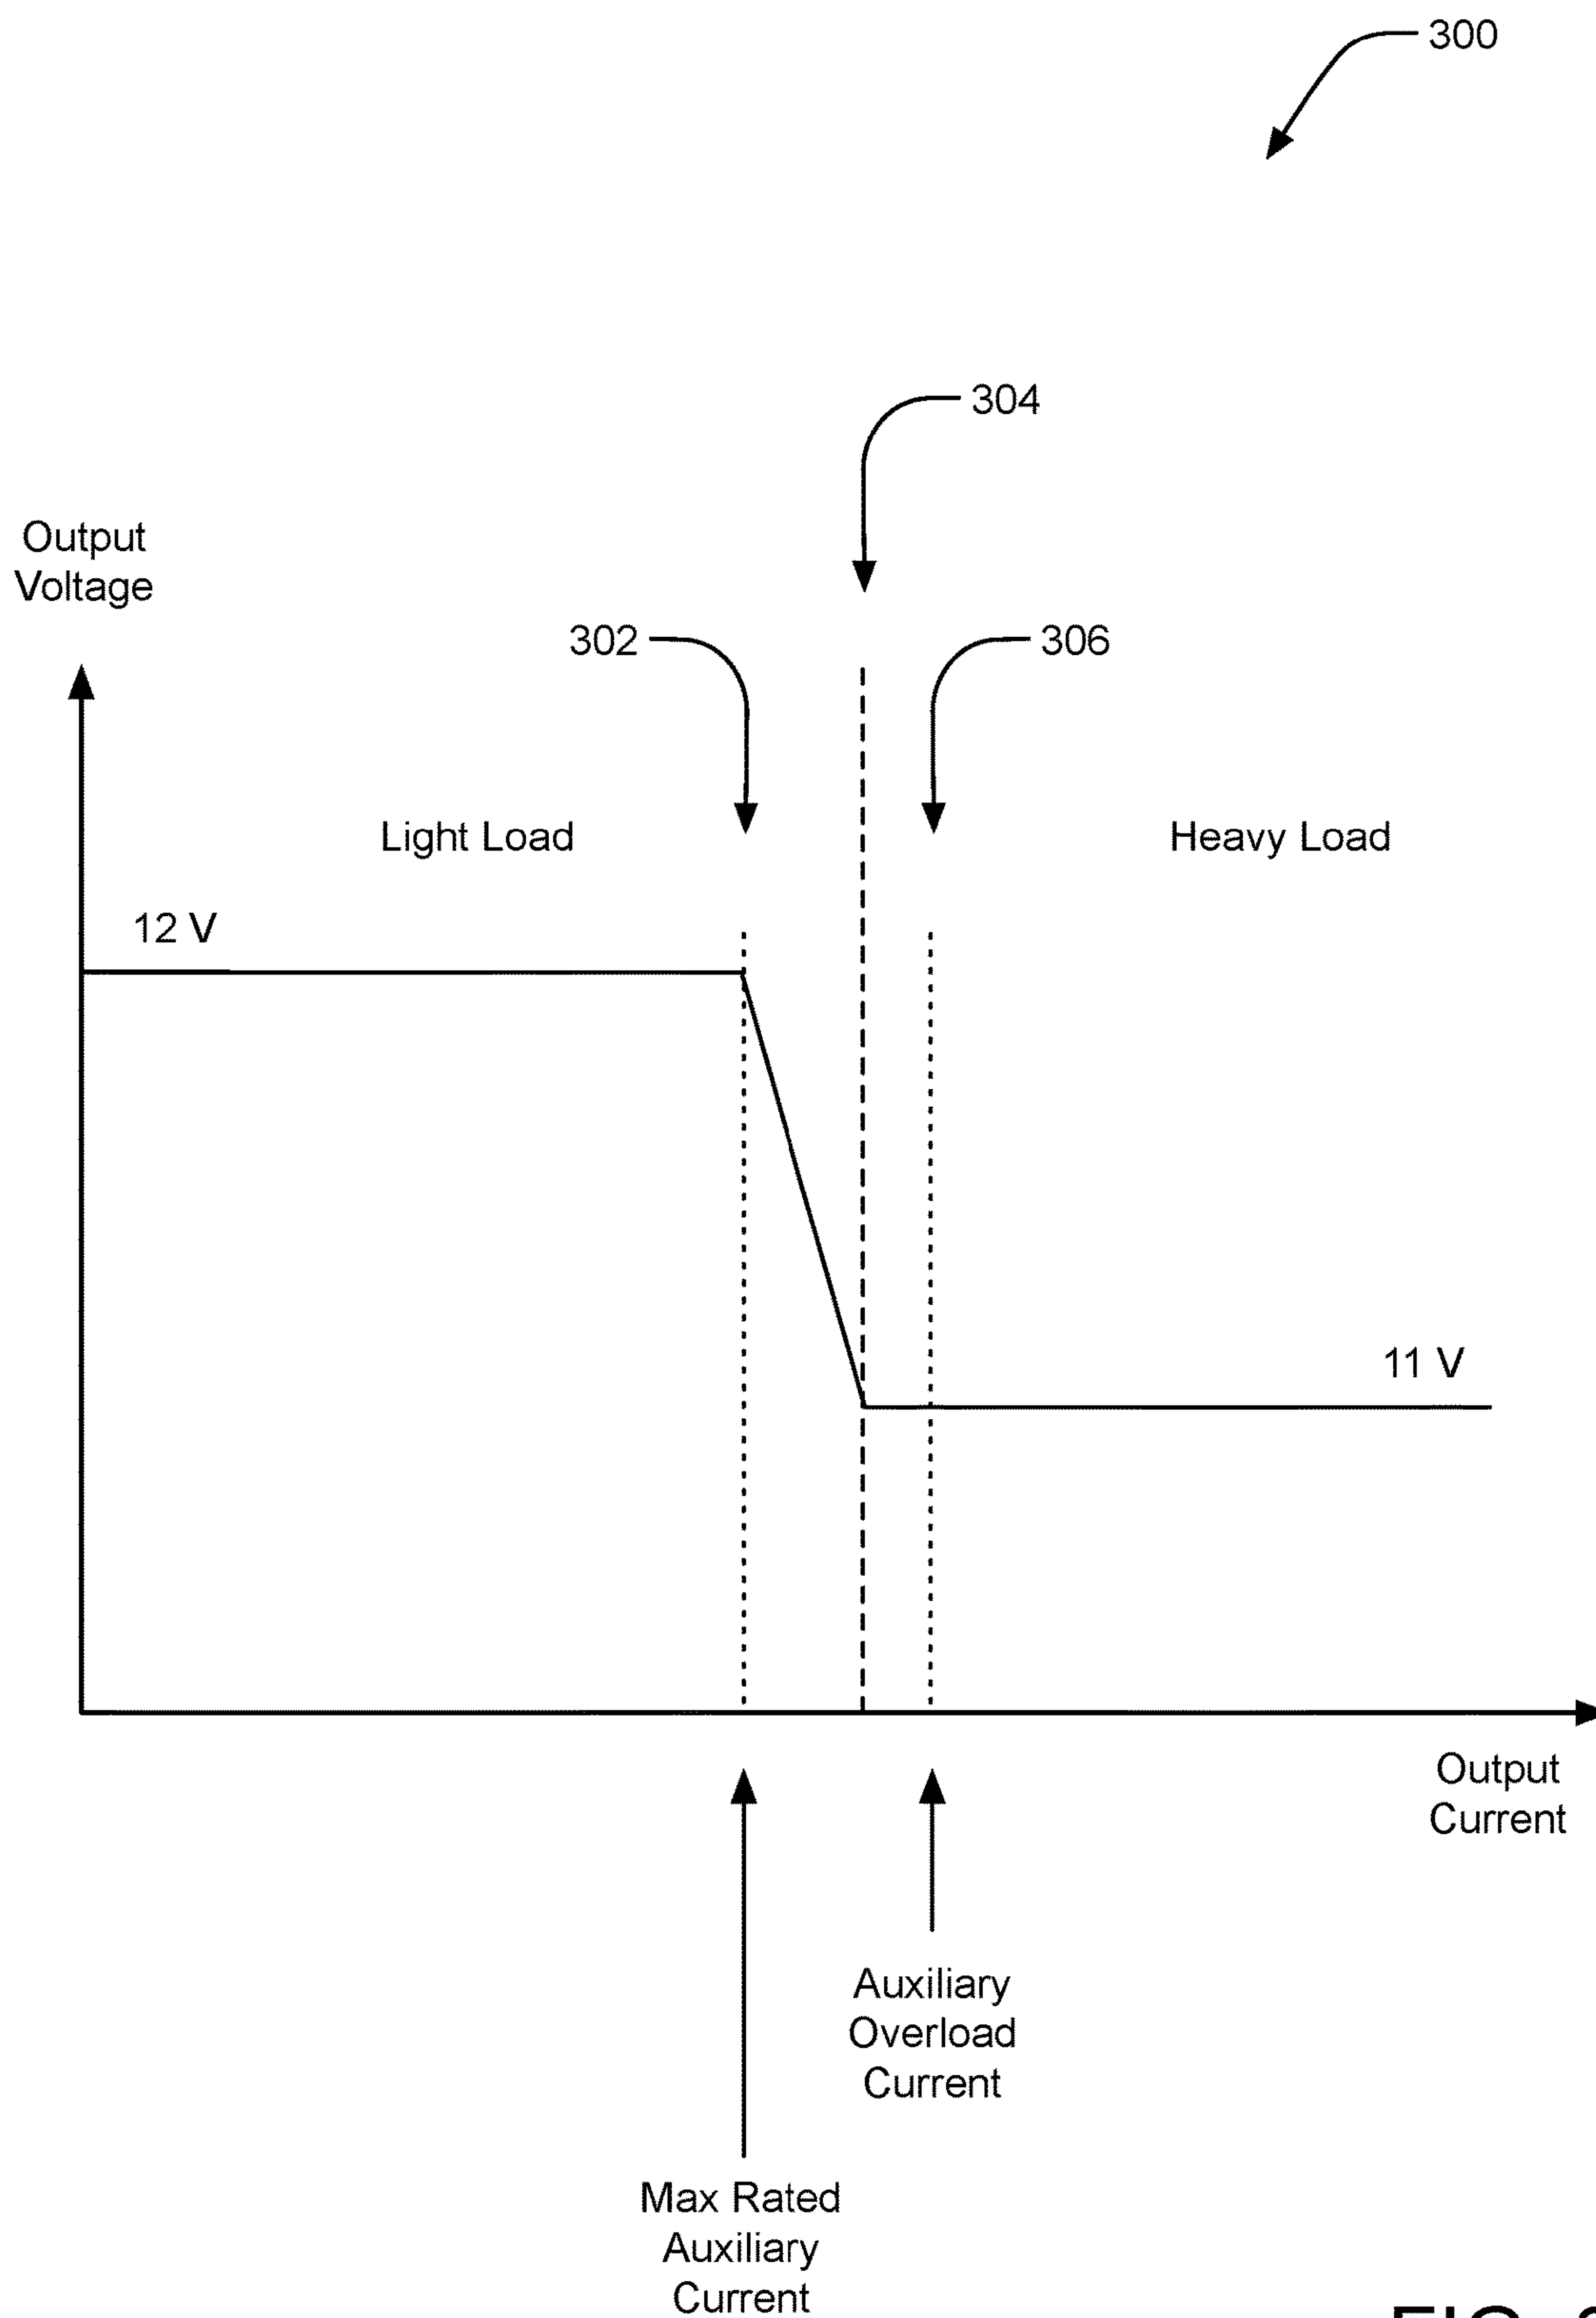 300
304
Output
Voltage
302
306
Light Load
Heavy Load
12 V
11 V
Output
Current
Auxiliary
Overload
Current
Max Rated
Auxiliary
Current
FIG.